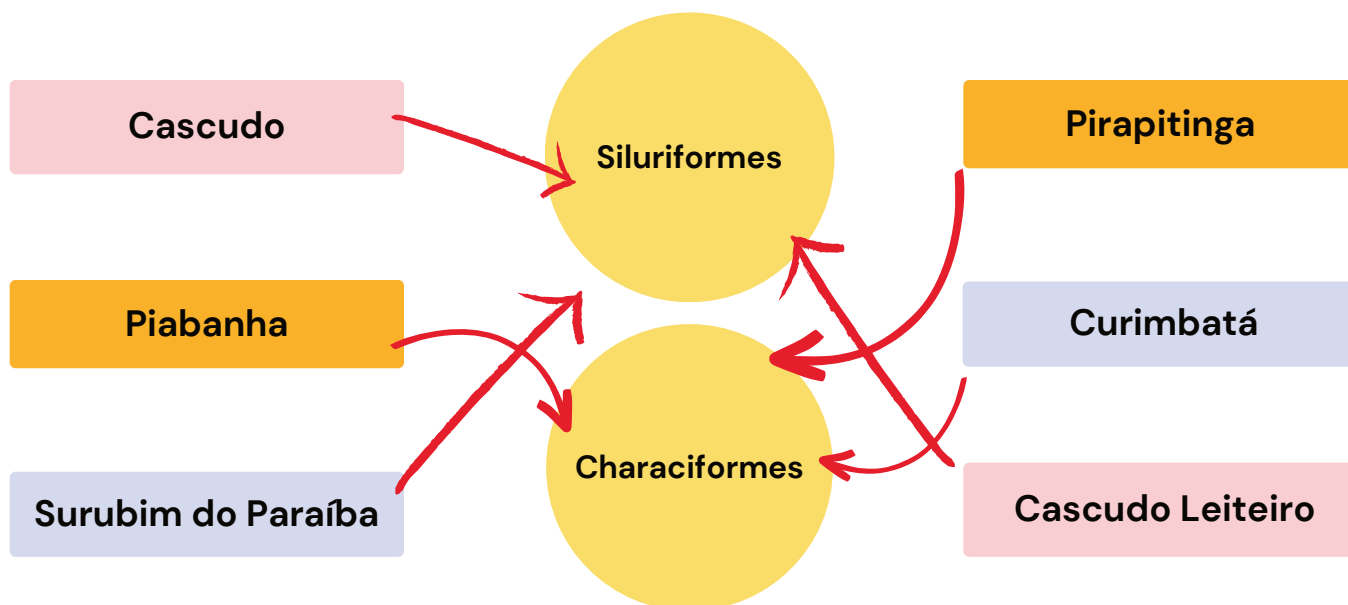 Cascudo
Siluriformes
Pirapitinga
Piabanha
Curimbatá
Characiformes
Surubim do Paraíba
Cascudo Leiteiro